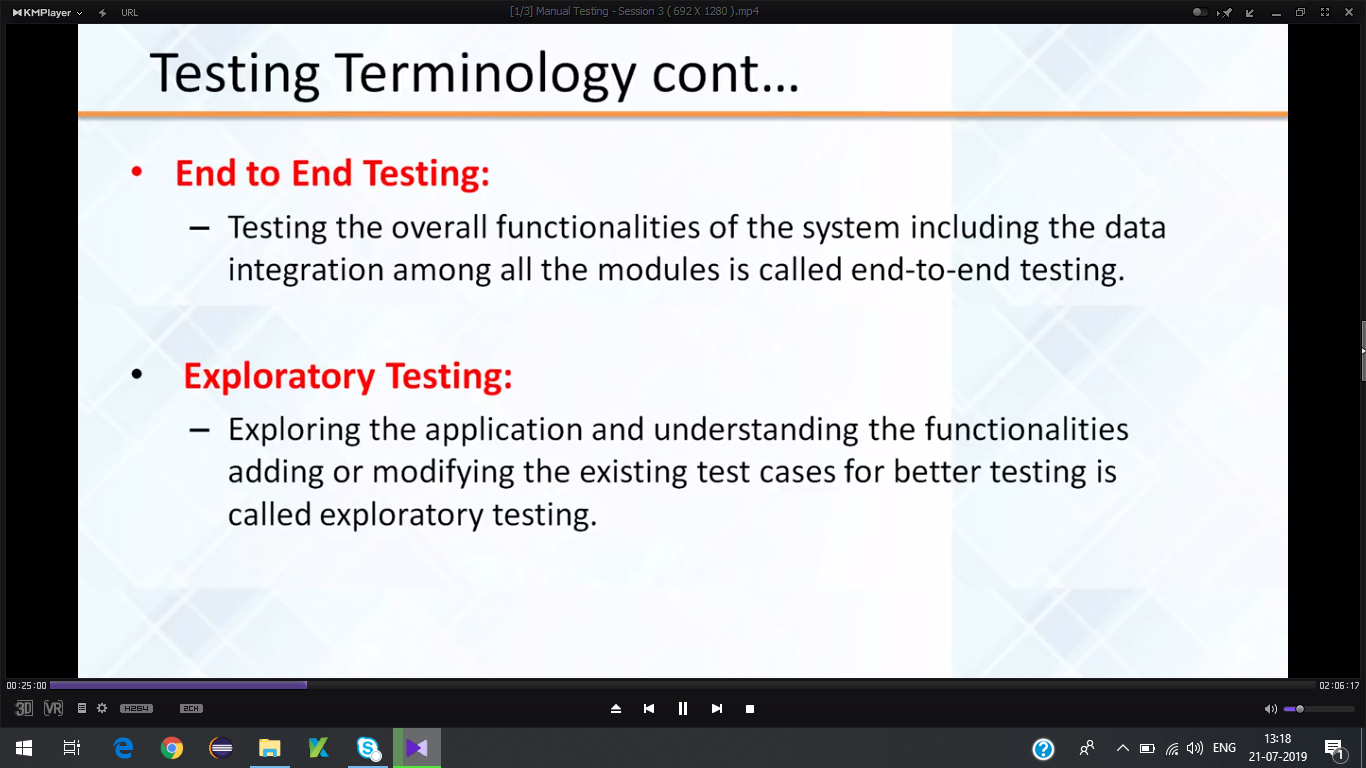 KMPlayer
URL
[1/3] Manual Testing - Session 3 ( 692 X 1280 ).mp4
Testing Terminology cont...
• End to End Testing:
– Testing the overall functionalities of the system including the data
integration among all the modules is called end-to-end testing.
• Exploratory Testing:
– Exploring the application and understanding the functionalities
adding or modifying the existing test cases for better testing is
called exploratory testing.
00:25:00
02:06:17
3D VR H264 2CH
ENG
13:18
21-07-2019
1